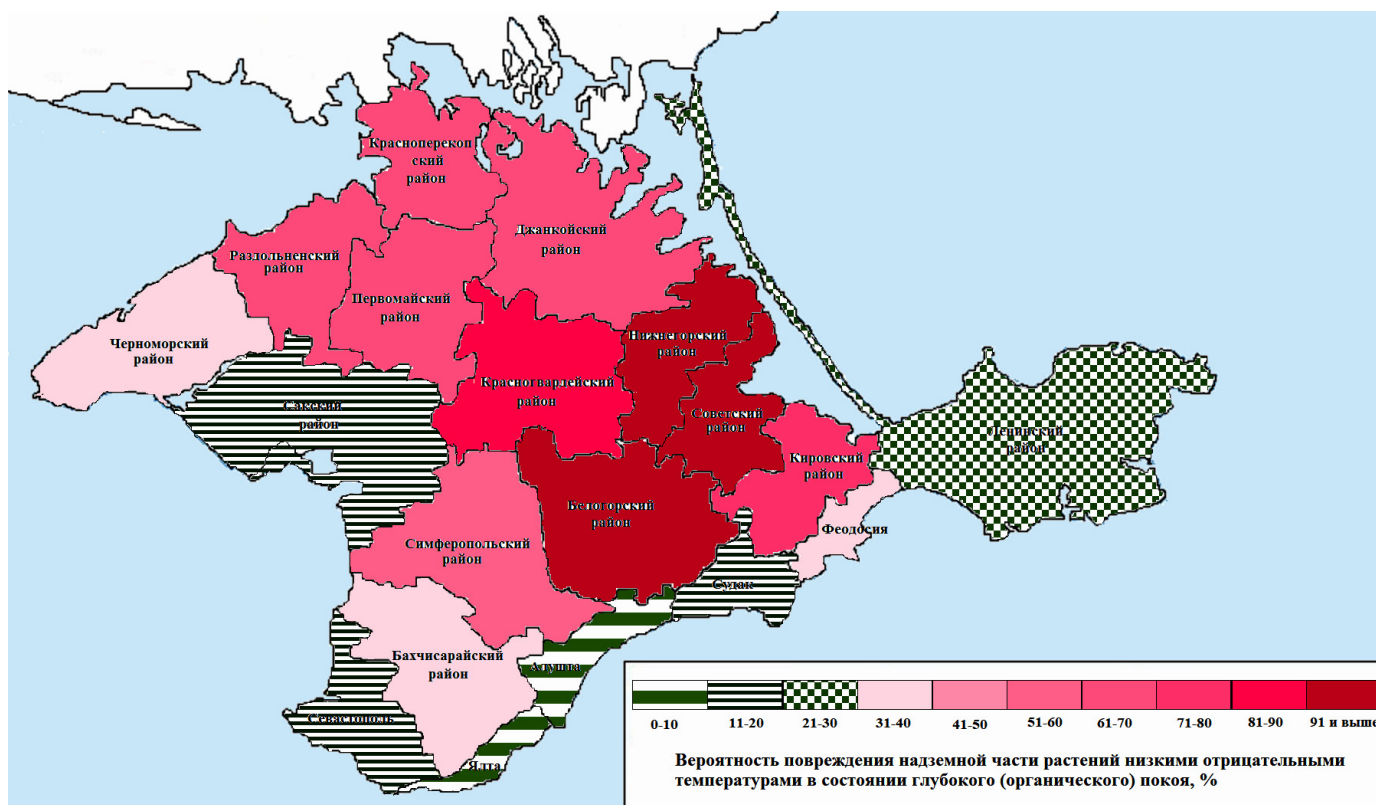 Красноперекоп
ский
район
Джанкойский
район
Раздольненский
район
Первомайский
район
Черноморский
район
Нижнегорский
район
Красногвардейский
район
Сакский
район
Советский
район
Ленинский
район
Кировский
район
Белогорский
район
Феодосия
Симферопольский
район
Судак
Бахчисарайский
район
Алушта
Севастополь
Ялта
0-10 11-20 21-30 31-40 41-50 51-60 61-70 71-80 81-90 91 и выше
Вероятность повреждения надземной части растений низкими отрицательными
температурами в состоянии глубокого (органического) покоя, %